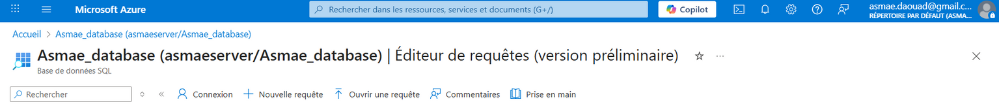 Microsoft Azure
Rechercher dans les ressources, services et documents (G+/)
Copilot
asmae.daouad@gmail.c...
RÉPERTOIRE PAR DÉFAUT (ASMA...
Accueil > Asmae_database (asmaeserver/Asmae_database)
Asmae_database (asmaeserver/Asmae_database) | Éditeur de requêtes (version préliminaire)
Base de données SQL
Rechercher
Connexion
Nouvelle requête
Ouvrir une requête
Commentaires
Prise en main